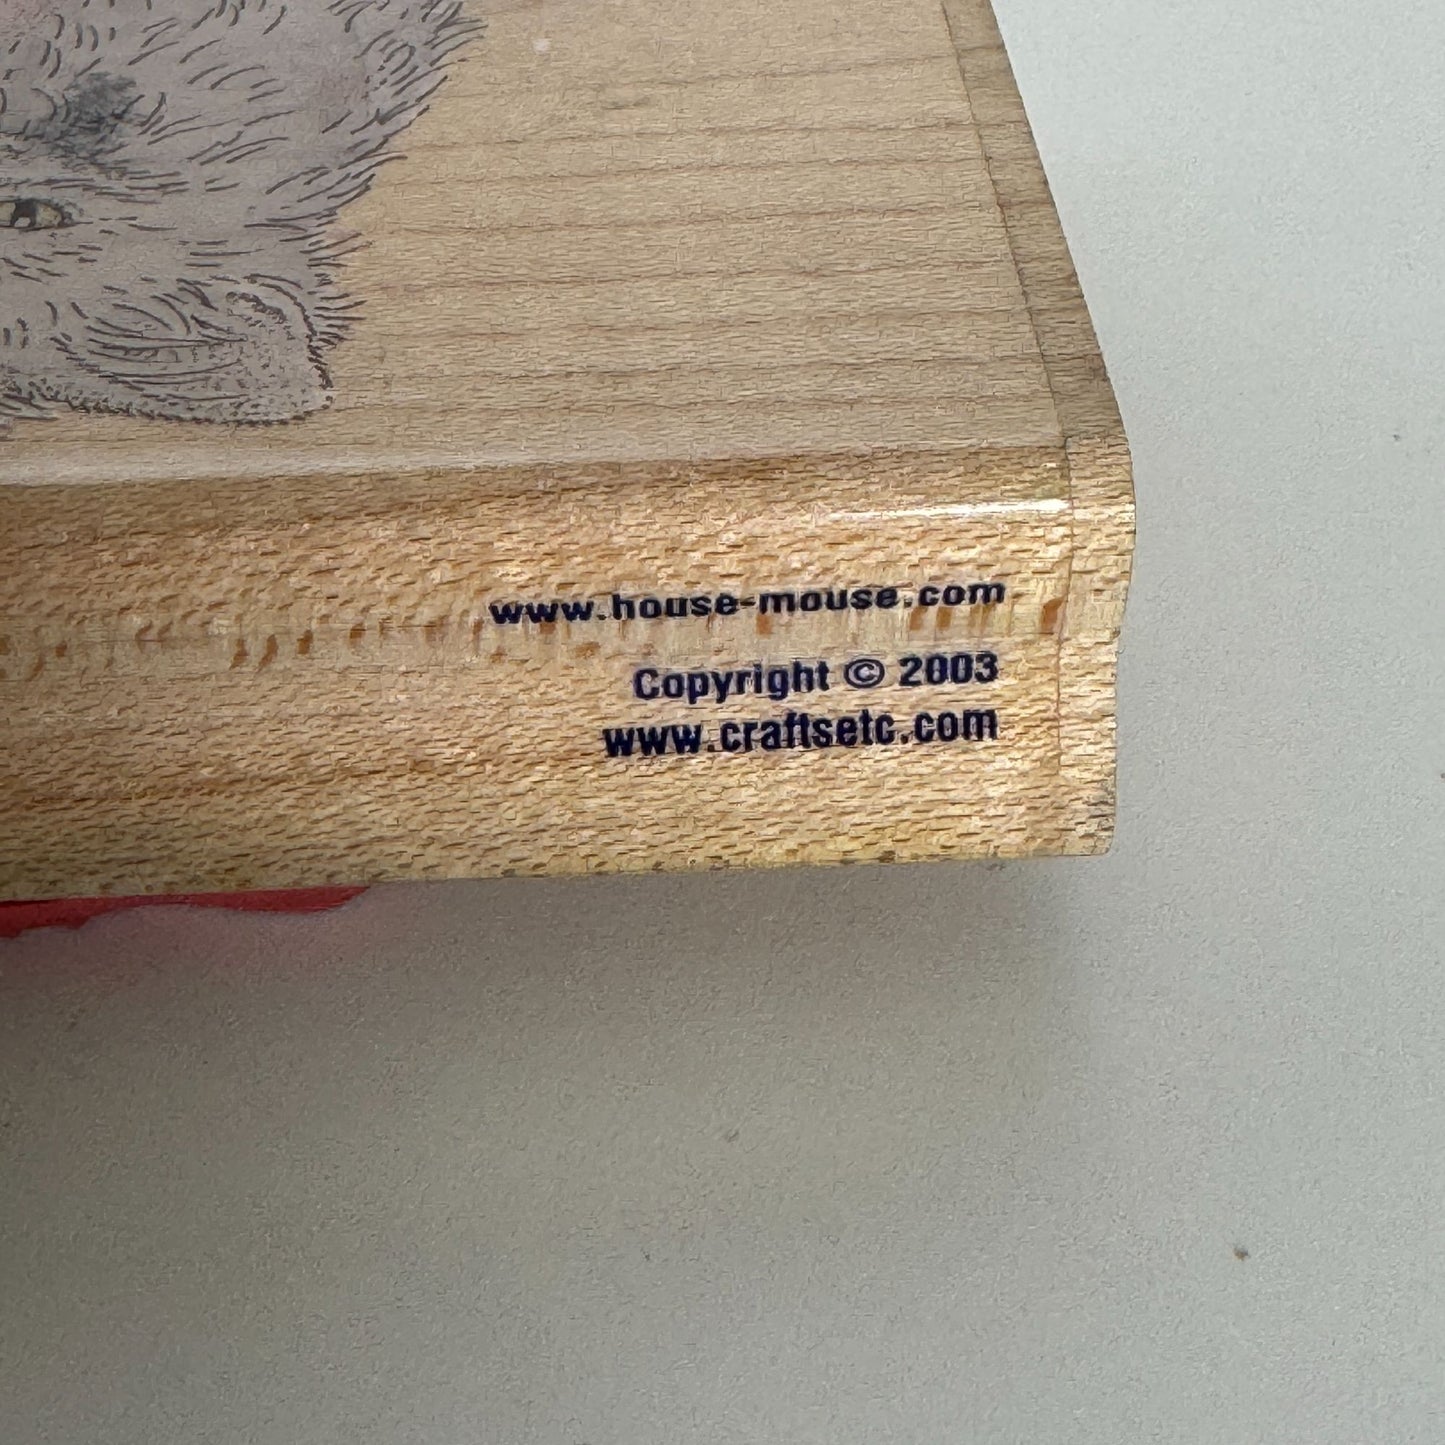 www.house-mouse.com
Copyright © 2003
www.craftsetc.com